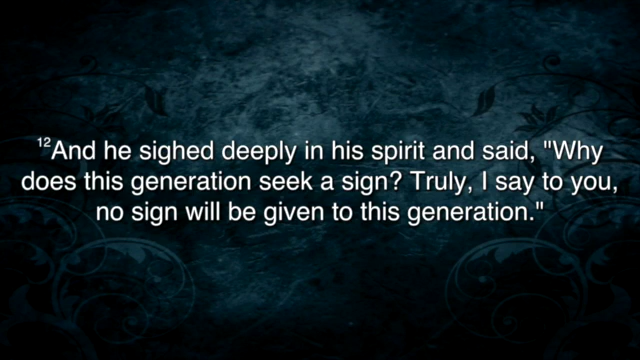 12And he sighed deeply in his spirit and said, "Why
does this generation seek a sign? Truly, I say to you,
no sign will be given to this generation."